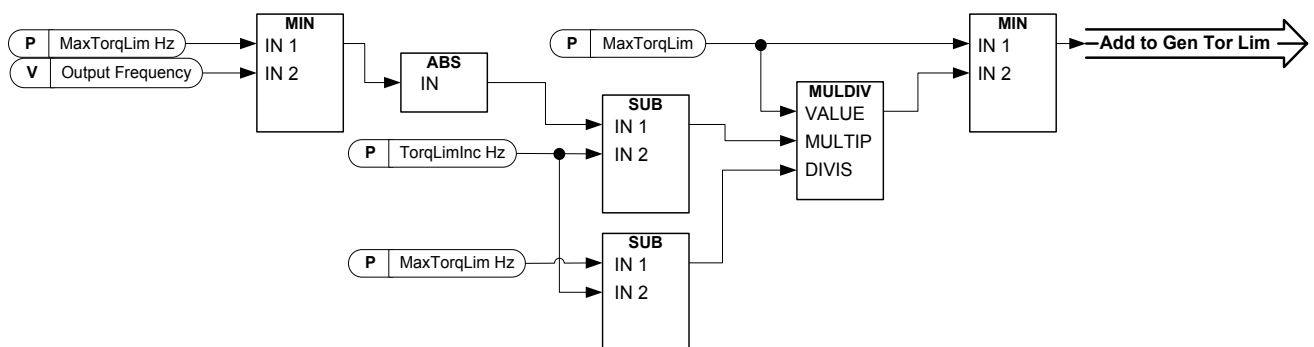 MIN
P MaxTorqLim Hz
IN 1
V Output Frequency
IN 2
ABS
IN
P TorqLimInc Hz
SUB
IN 1
IN 2
P MaxTorqLim Hz
SUB
IN 1
IN 2
P MaxTorqLim
MULDIV
VALUE
MULTIP
DIVIS
MIN
IN 1
IN 2
Add to Gen Tor Lim